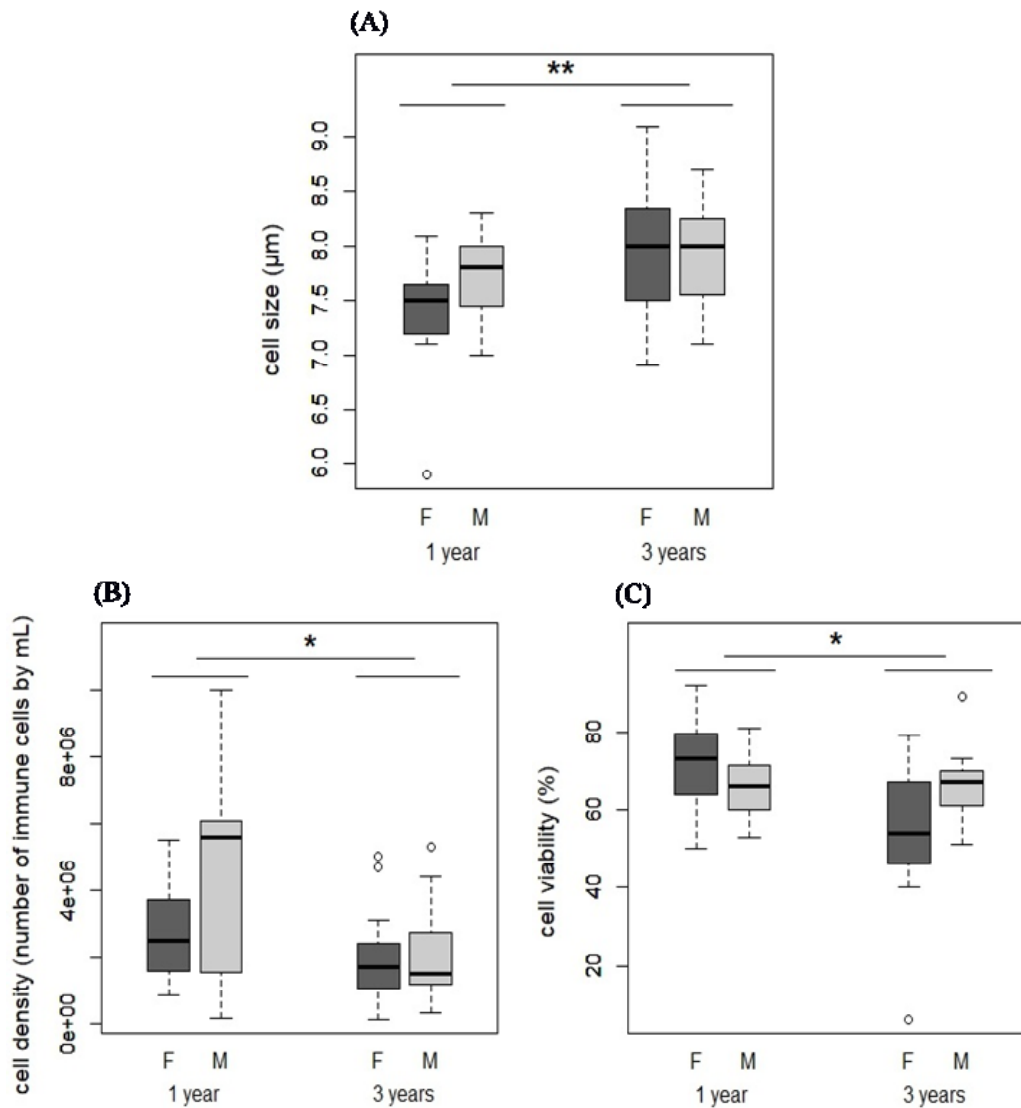 (A)
**
cell size (µm)
9.0
8.5
8.0
7.5
7.0
6.5
6.0
F M F M
1 year 3 years
(B)
*
cell density (number of immune cells by mL)
8e+06
4e+06
0e+00
F M F M
1 year 3 years
(C)
*
cell viability (%)
80
60
40
20
F M F M
1 year 3 years